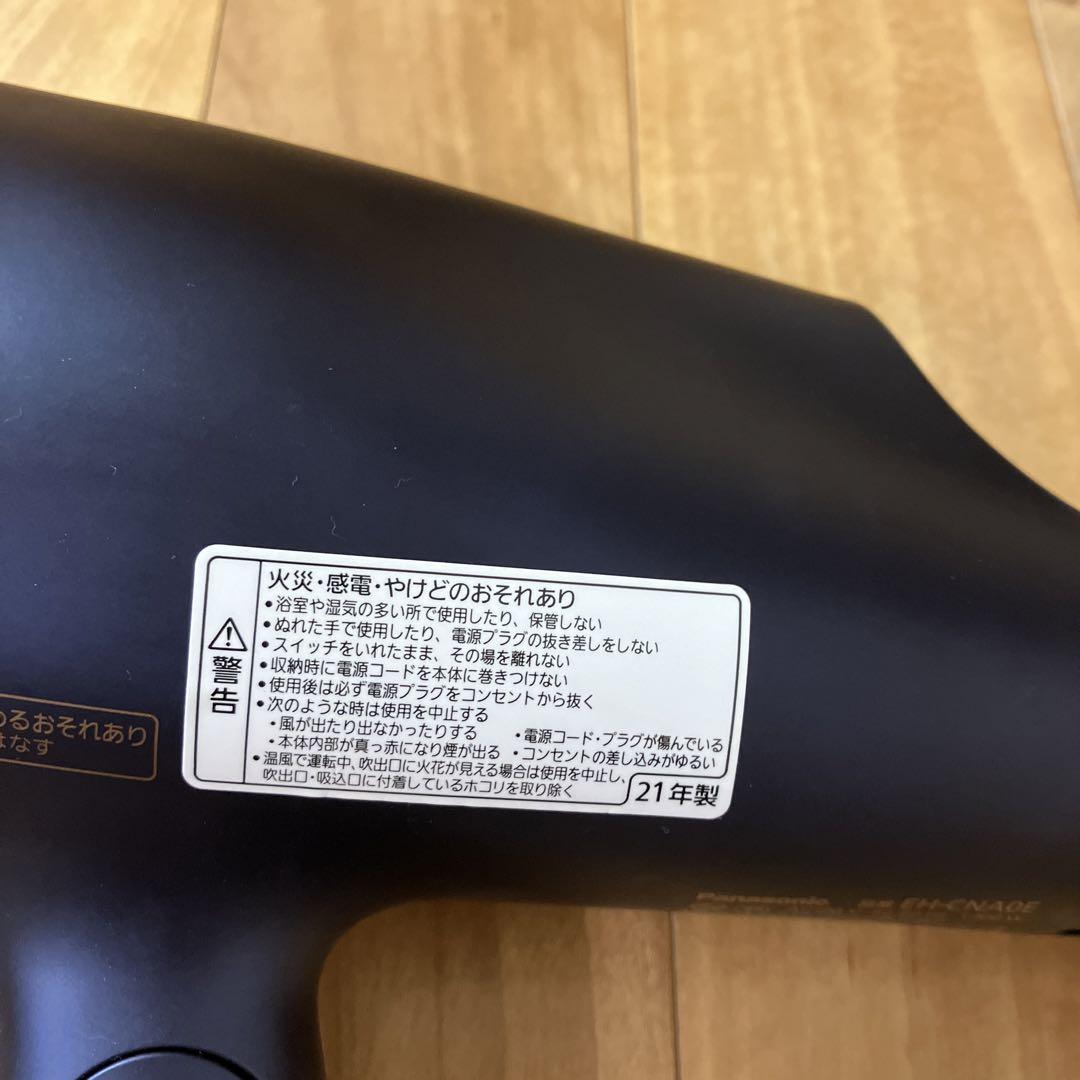 警告
火災・感電・やけどのおそれあり
•浴室や湿気の多い所で使用したり、保管しない
•ぬれた手で使用したり、電源プラグの抜き差しをしない
•スイッチをいれたまま、その場を離れない
•収納時に電源コードを本体に巻きつけない
•使用後は必ず電源プラグをコンセントから抜く
•次のような時は使用を中止する
・風が出たり出なかったりする ・電源コード・プラグが傷んでいる
・本体内部が真っ赤になり煙が出る ・コンセントの差し込みがゆるい
•温風で運転中、吹出口に火花が見える場合は使用を中止し、
吹出口・吸込口に付着しているホコリを取り除く
21年製
るおそれあり
はなす
Panasonic 品番 EH-CNA0E